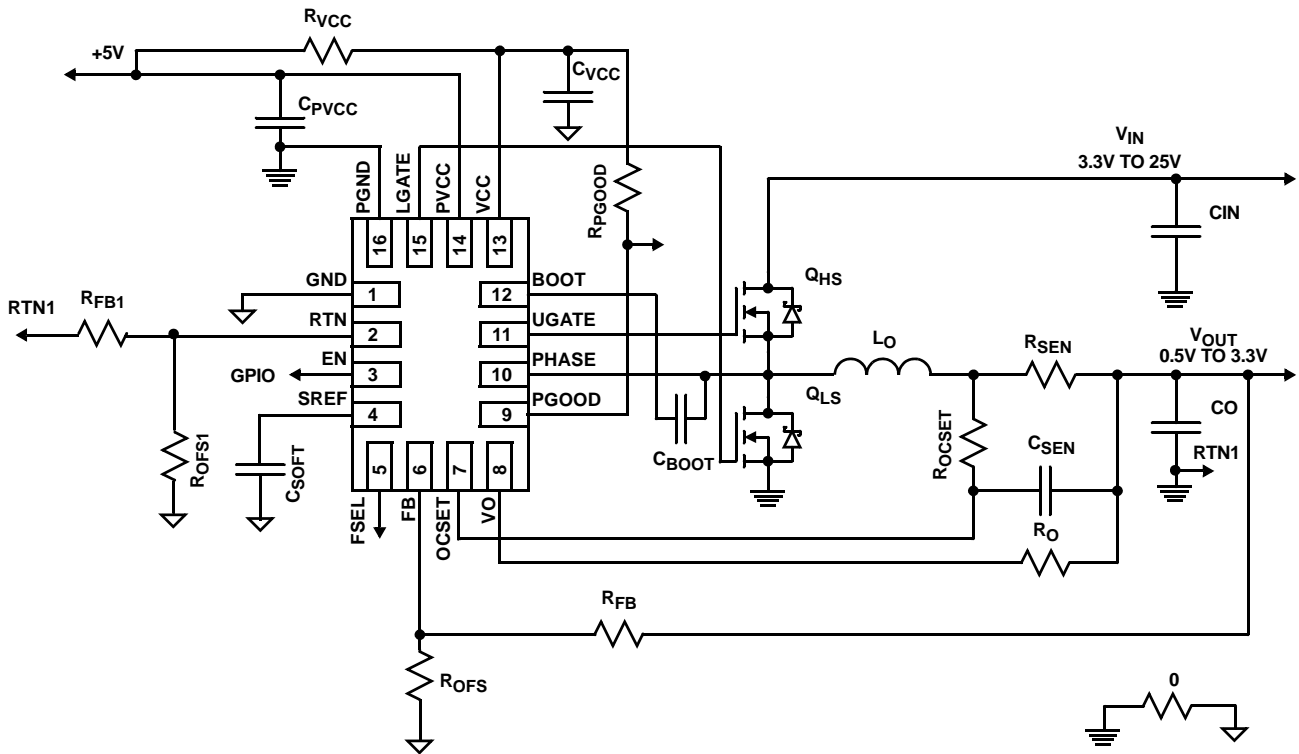 RVCC
+5V
CVCC
CPVCC
VIN
3.3V TO 25V
PGND
LGATE
PVCC
VCC
RPGOOD
CIN
16
15
14
13
GND
1
12
BOOT
QHS
RTN1
RFB1
RTN
2
11
UGATE
LO
RSEN
VOUT
0.5V TO 3.3V
GPIO
EN
3
10
PHASE
QLS
SREF
4
9
PGOOD
CO
ROFS1
CSOFT
5
6
7
8
CBOOT
ROCSET
CSEN
RTN1
FSEL
FB
OCSET
VO
RO
RFB
ROFS
0